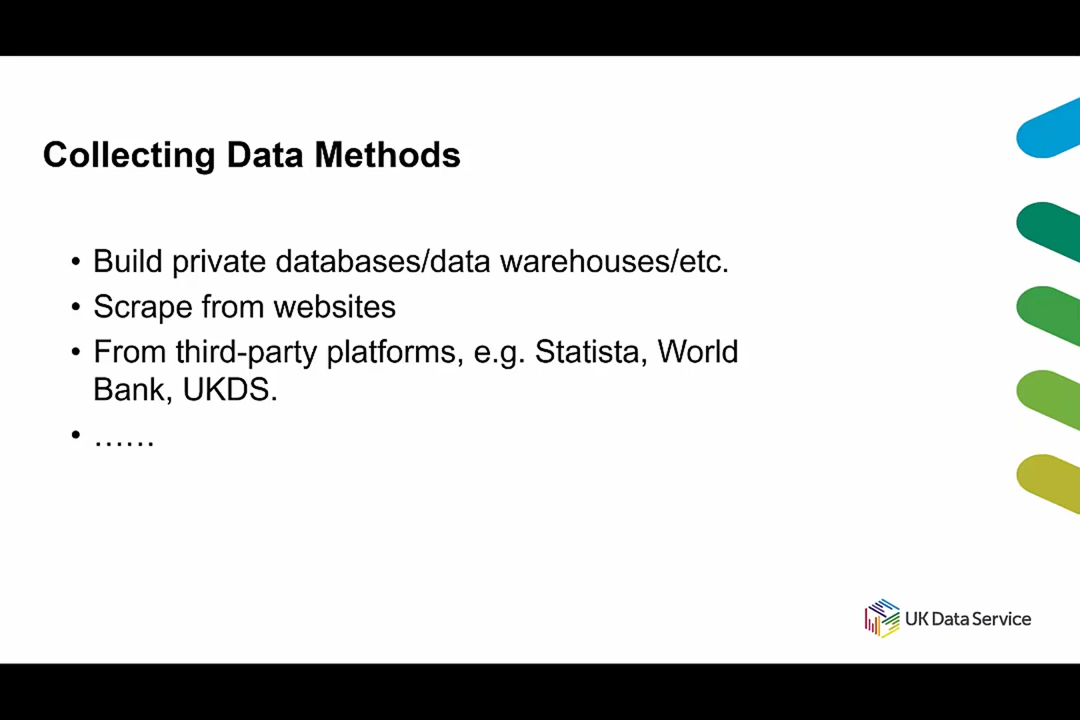 Collecting Data Methods
• Build private databases/data warehouses/etc.
• Scrape from websites
• From third-party platforms, e.g. Statista, World
Bank, UKDS.
• ……
UK Data Service